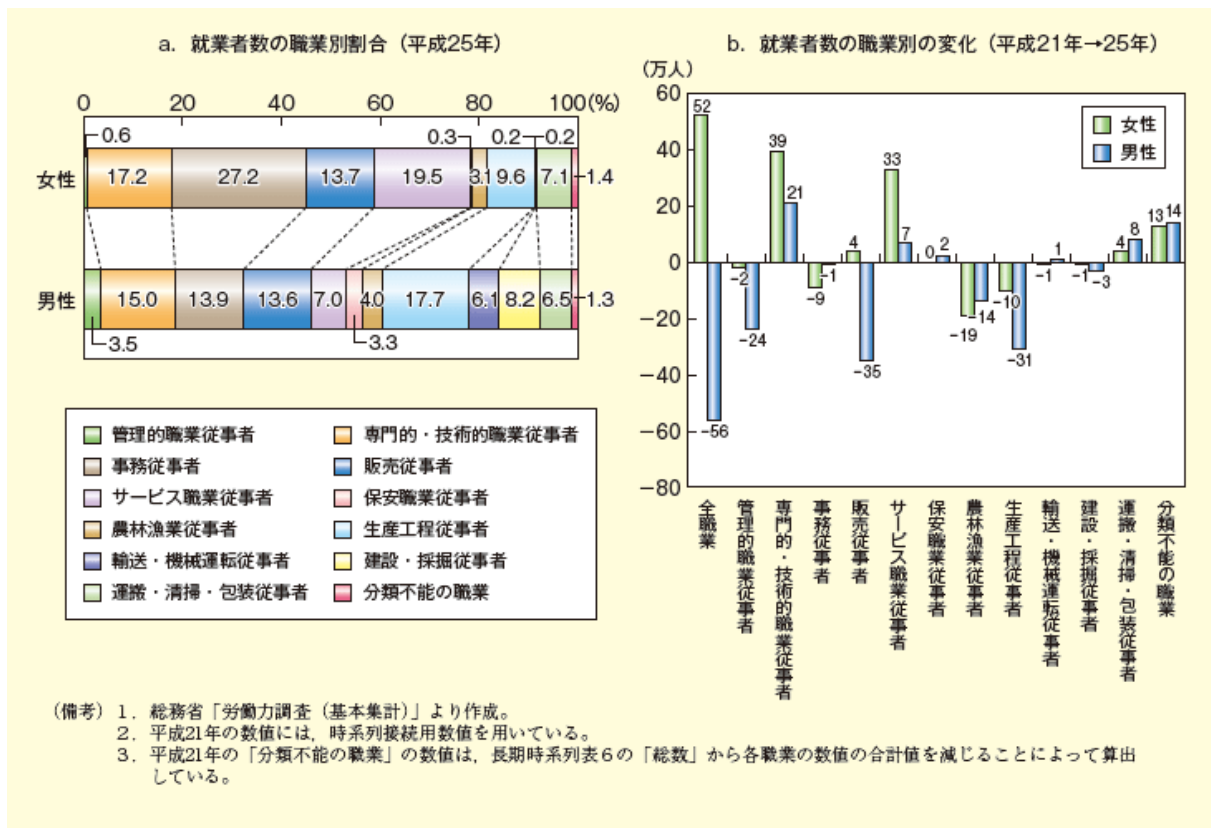 a．就業者数の職業別割合（平成25年）
0 20 40 60 80 100(%)
0.6 0.3 0.2 0.2
女性 17.2 27.2 13.7 19.5 3.1 9.6 7.1 1.4
男性 15.0 13.9 13.6 7.0 4.0 17.7 6.1 8.2 6.5 1.3
3.5 3.3
管理的職業従事者 専門的・技術的職業従事者
事務従事者 販売従事者
サービス職業従事者 保安職業従事者
農林漁業従事者 生産工程従事者
輸送・機械運転従事者 建設・採掘従事者
運搬・清掃・包装従事者 分類不能の職業
b．就業者数の職業別の変化（平成21年→25年）
（万人）
60
40
20
0
−20
−40
−60
−80
女性
男性
52 −56
−2 −24
39 21
−9 −1
4 −35
33 7
0 2
−19 −14
−10 −31
−1 1
−1 −3
4 8
13 14
全職業
管理的職業従事者
専門的・技術的職業従事者
事務従事者
販売従事者
サービス職業従事者
保安職業従事者
農林漁業従事者
生産工程従事者
輸送・機械運転従事者
建設・採掘従事者
運搬・清掃・包装従事者
分類不能の職業
（備考）１．総務省「労働力調査（基本集計）」より作成。
２．平成21年の数値には，時系列接続用数値を用いている。
３．平成21年の「分類不能の職業」の数値は，長期時系列表６の「総数」から各職業の数値の合計値を減じることによって算出
している。